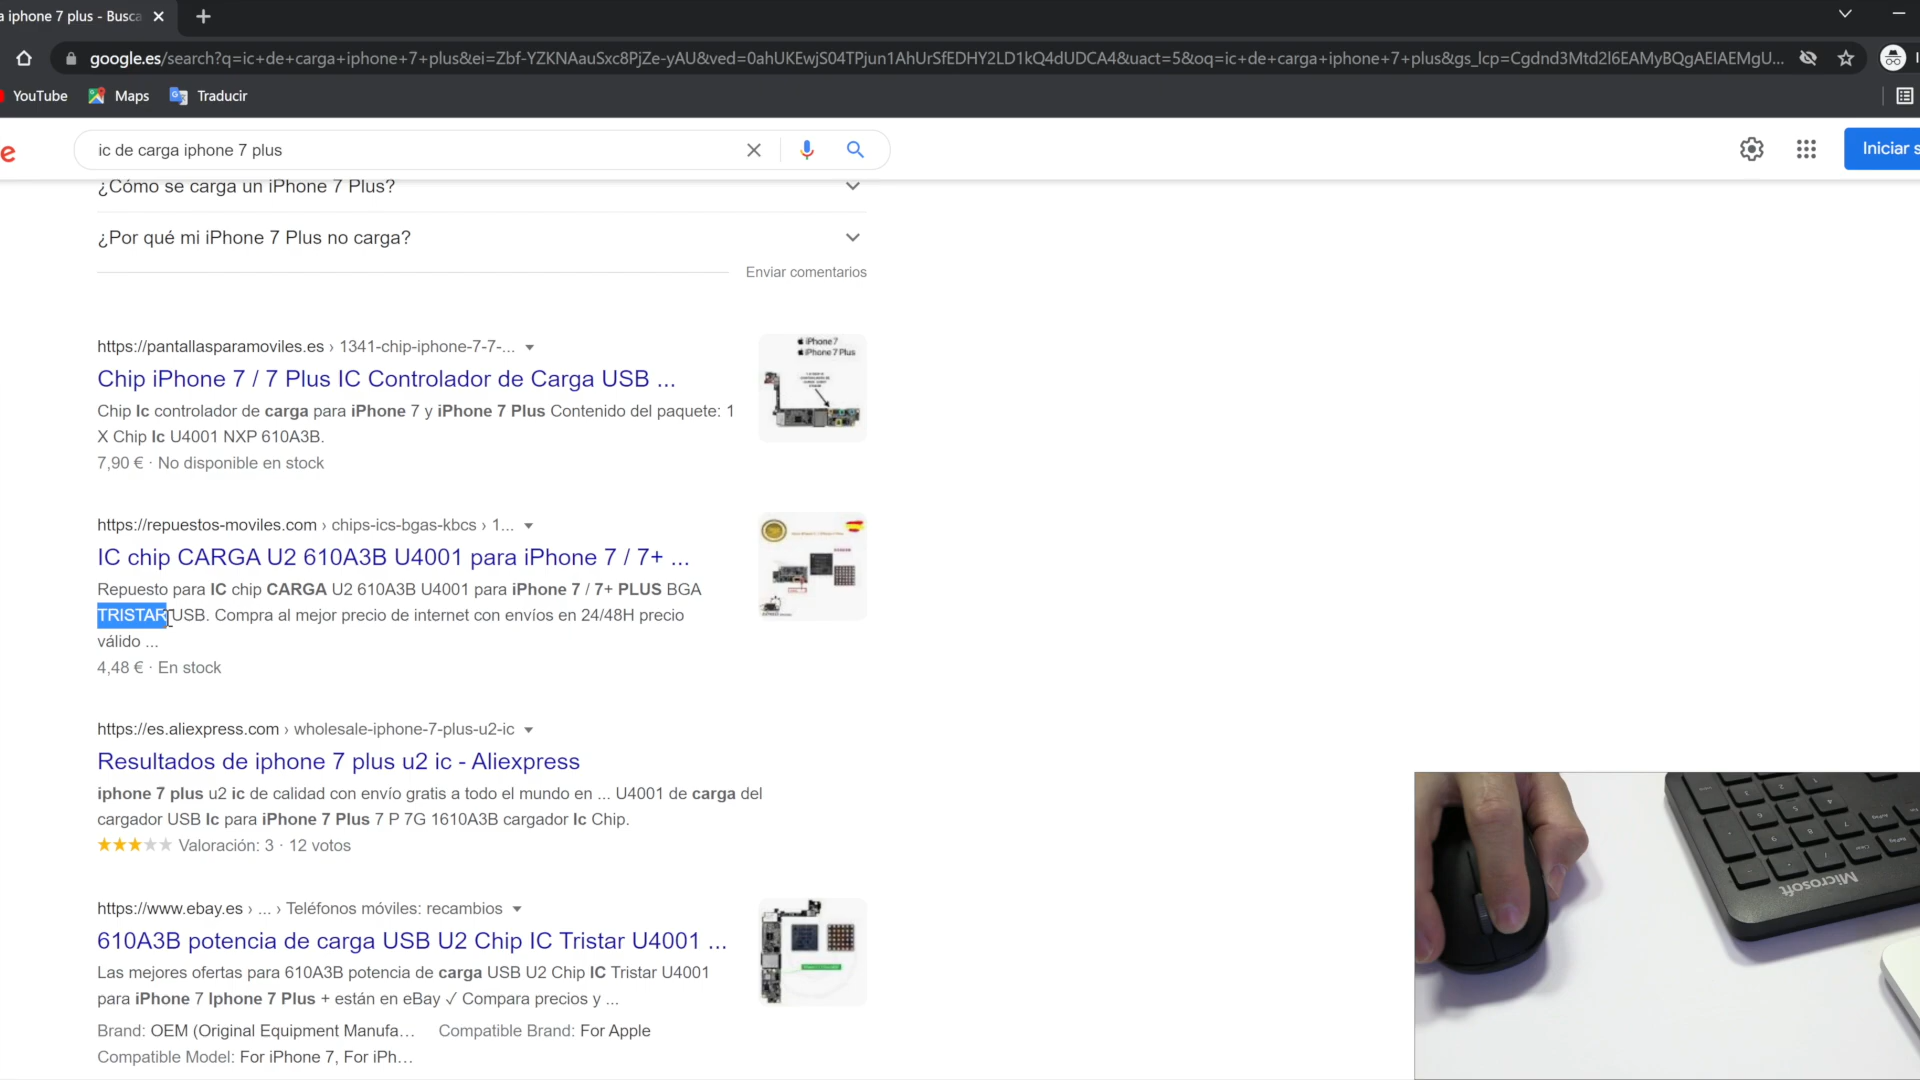 a iphone 7 plus - Busca
google.es/search?q=ic+de+carga+iphone+7+plus&ei=Zbf-YZKNAauSxc8PjZe-yAU&ved=0ahUKEwjS04TPjun1AhUrSfEDHY2LD1kQ4dUDCA4&uact=5&oq=ic+de+carga+iphone+7+plus&gs_lcp=Cgdnd3Mtd2l6EAMyBQgAEIAEMgU...
YouTube Maps Traducir
e ic de carga iphone 7 plus Iniciar s
¿Cómo se carga un iPhone 7 Plus?
¿Por qué mi iPhone 7 Plus no carga?
Enviar comentarios
https://pantallasparamoviles.es › 1341-chip-iphone-7-7-...
Chip iPhone 7 / 7 Plus IC Controlador de Carga USB ...
Chip Ic controlador de carga para iPhone 7 y iPhone 7 Plus Contenido del paquete: 1
X Chip Ic U4001 NXP 610A3B.
7,90 € · No disponible en stock
iPhone 7
iPhone 7 Plus
https://repuestos-moviles.com › chips-ics-bgas-kbcs › 1...
IC chip CARGA U2 610A3B U4001 para iPhone 7 / 7+ ...
Repuesto para IC chip CARGA U2 610A3B U4001 para iPhone 7 / 7+ PLUS BGA
TRISTAR USB. Compra al mejor precio de internet con envíos en 24/48H precio
válido ...
4,48 € · En stock
https://es.aliexpress.com › wholesale-iphone-7-plus-u2-ic
Resultados de iphone 7 plus u2 ic - Aliexpress
iphone 7 plus u2 ic de calidad con envío gratis a todo el mundo en ... U4001 de carga del
cargador USB Ic para iPhone 7 Plus 7 P 7G 1610A3B cargador Ic Chip.
Valoración: 3 · 12 votos
https://www.ebay.es › ... › Teléfonos móviles: recambios
610A3B potencia de carga USB U2 Chip IC Tristar U4001 ...
Las mejores ofertas para 610A3B potencia de carga USB U2 Chip IC Tristar U4001
para iPhone 7 Iphone 7 Plus + están en eBay ✓ Compara precios y ...
Brand: OEM (Original Equipment Manufa... Compatible Brand: For Apple
Compatible Model: For iPhone 7, For iPh...
Microsoft